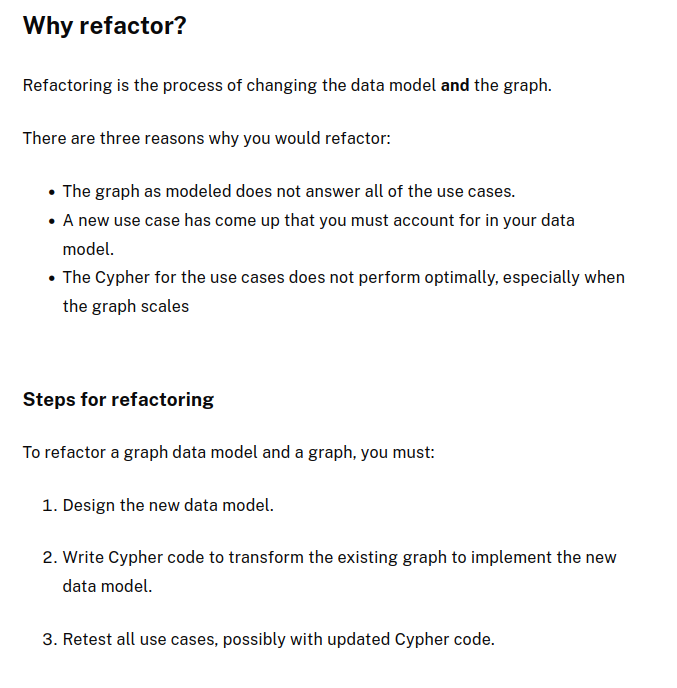 Why refactor?
Refactoring is the process of changing the data model and the graph.
There are three reasons why you would refactor:
• The graph as modeled does not answer all of the use cases.
• A new use case has come up that you must account for in your data
model.
• The Cypher for the use cases does not perform optimally, especially when
the graph scales
Steps for refactoring
To refactor a graph data model and a graph, you must:
1. Design the new data model.
2. Write Cypher code to transform the existing graph to implement the new
data model.
3. Retest all use cases, possibly with updated Cypher code.